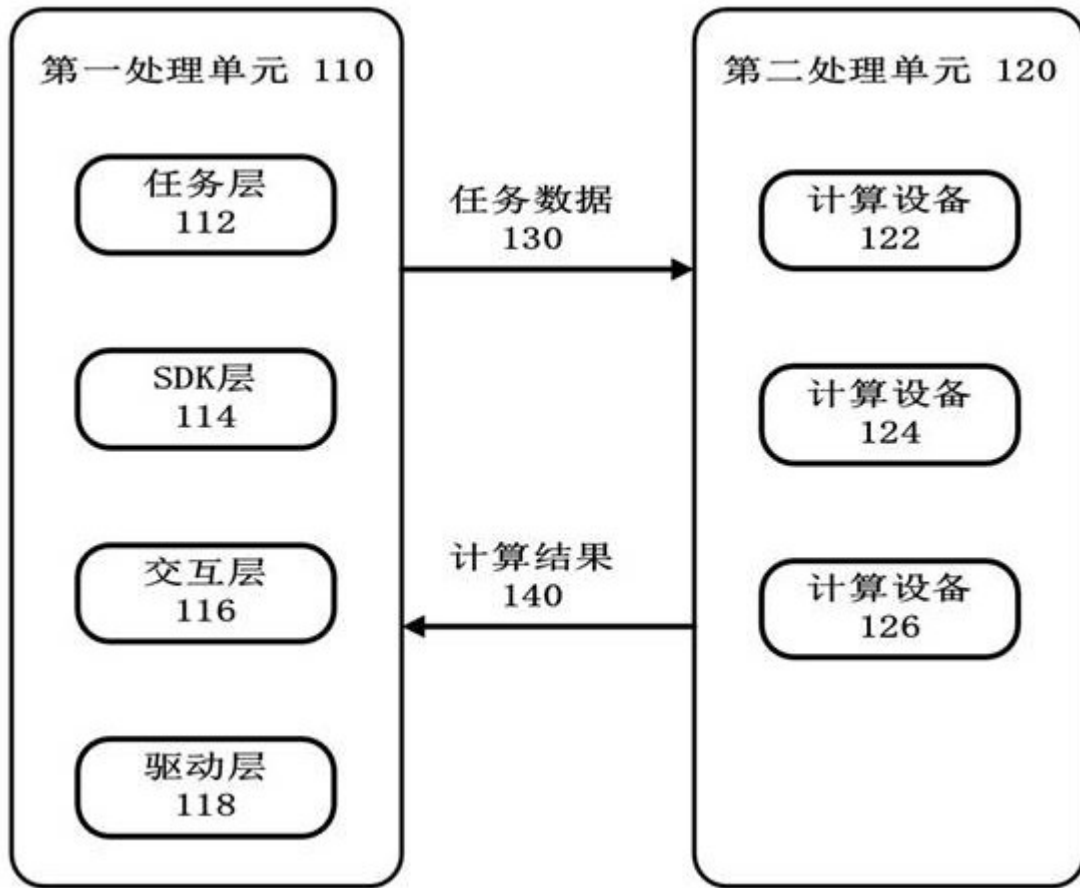 第一处理单元 110
任务层
112
SDK层
114
交互层
116
驱动层
118
任务数据
130
计算结果
140
第二处理单元 120
计算设备
122
计算设备
124
计算设备
126